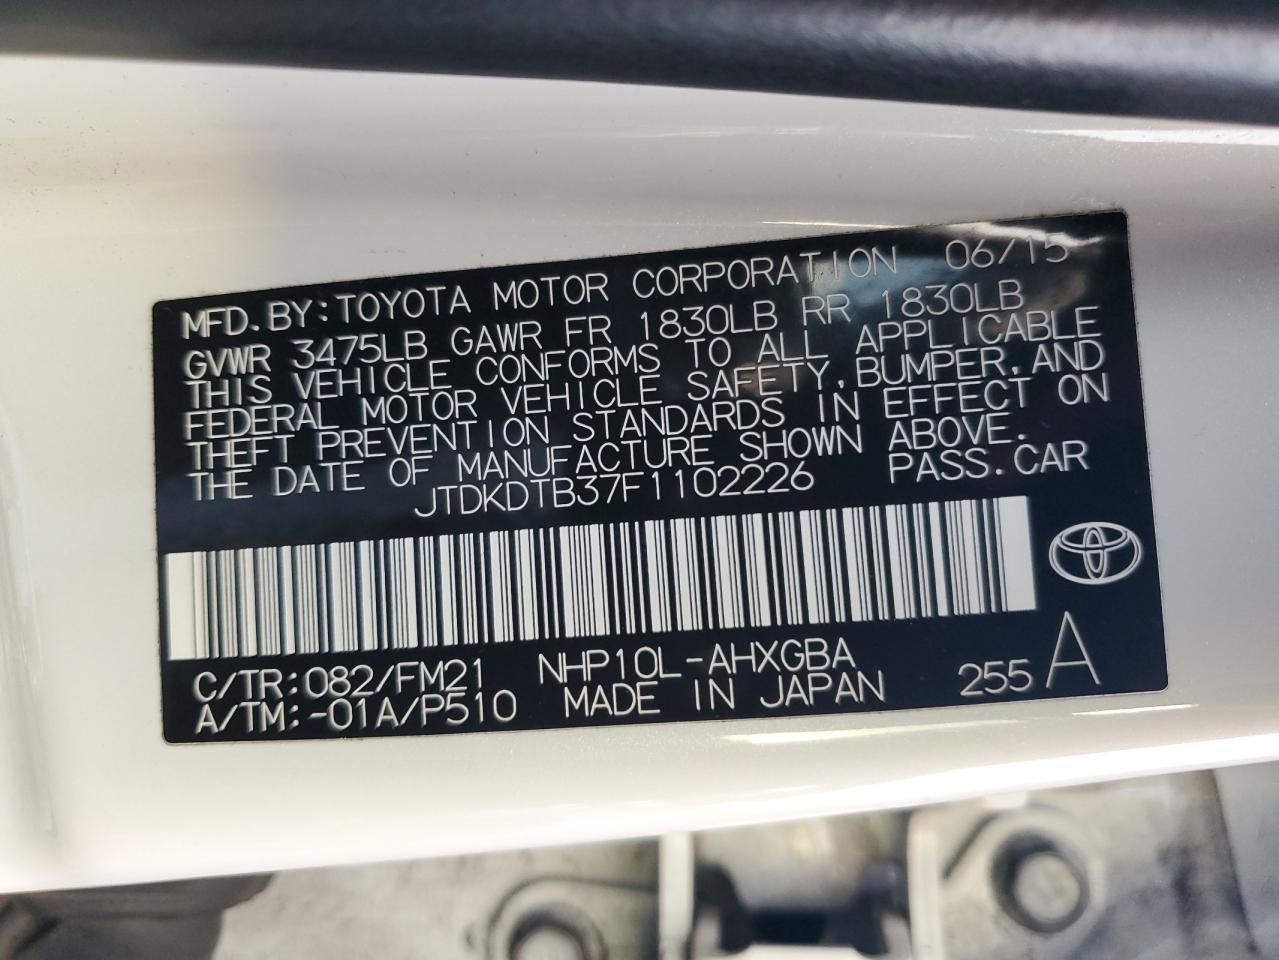 MFD. BY: TOYOTA MOTOR CORPORATION 06/15
GVWR 3475LB GAWR FR 1830LB RR 1830LB
THIS VEHICLE CONFORMS TO ALL APPLICABLE
FEDERAL MOTOR VEHICLE SAFETY, BUMPER, AND
THEFT PREVENTION STANDARDS IN EFFECT ON
THE DATE OF MANUFACTURE SHOWN ABOVE.
JTDKDTB37F1102226 PASS. CAR
C/TR: 082/FM21 NHP10L-AHXGBA
A/TM: -01A/P510 MADE IN JAPAN 255 A